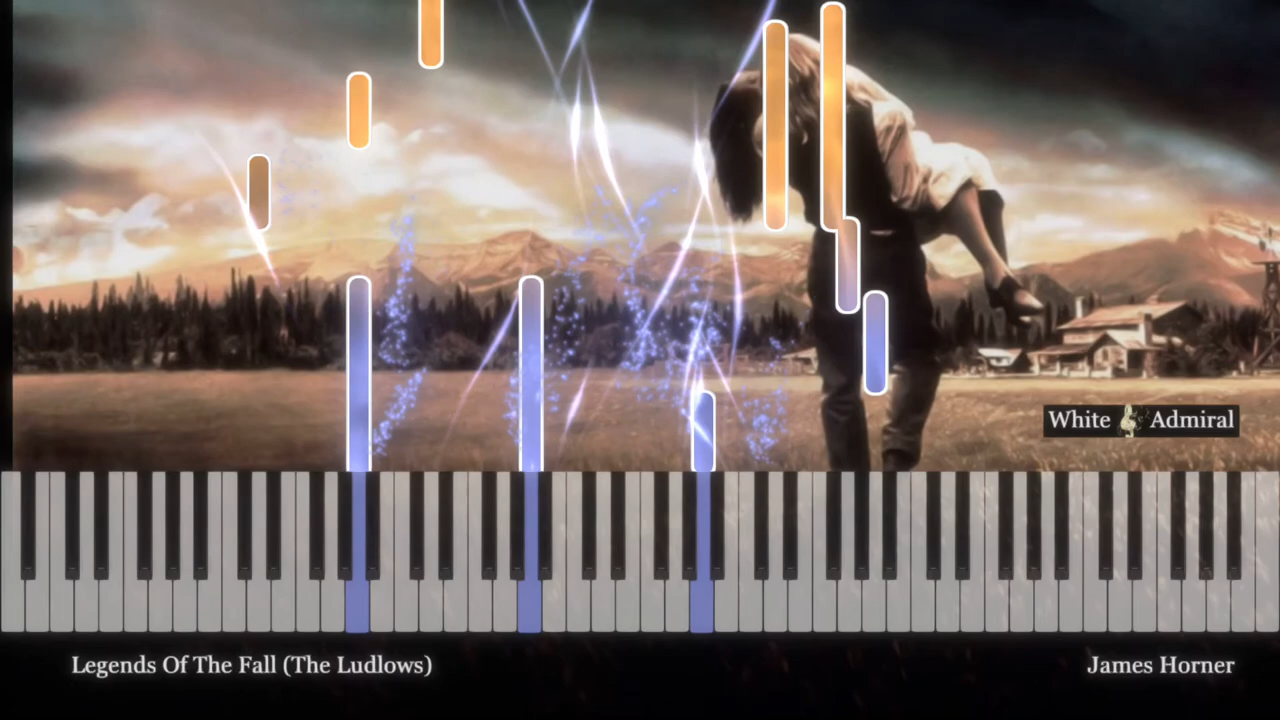 White Admiral
Legends Of The Fall (The Ludlows)
James Horner